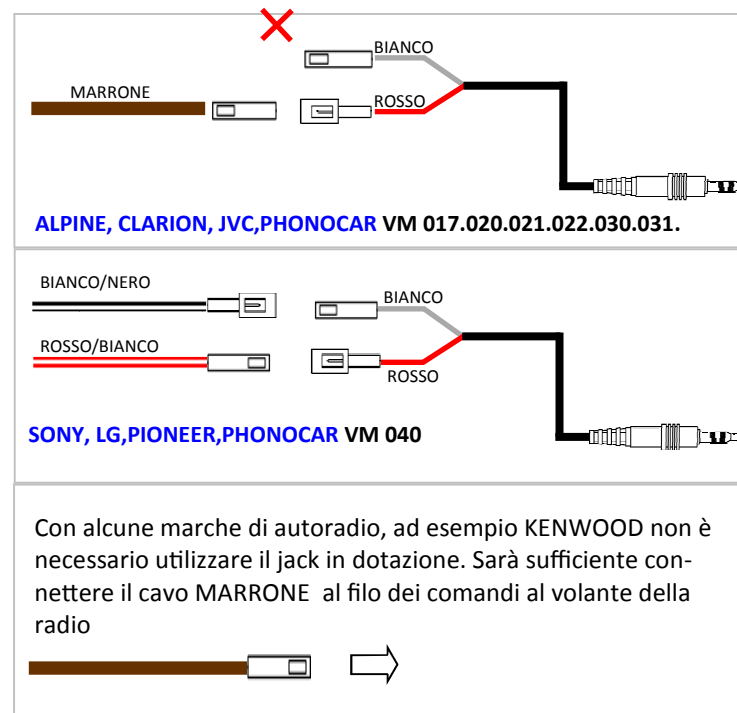 BIANCO
MARRONE
ROSSO
ALPINE, CLARION, JVC,PHONOCAR VM 017.020.021.022.030.031.
BIANCO/NERO
BIANCO
ROSSO/BIANCO
ROSSO
SONY, LG,PIONEER,PHONOCAR VM 040
Con alcune marche di autoradio, ad esempio KENWOOD non è
necessario utilizzare il jack in dotazione. Sarà sufficiente con-
nettere il cavo MARRONE al filo dei comandi al volante della
radio